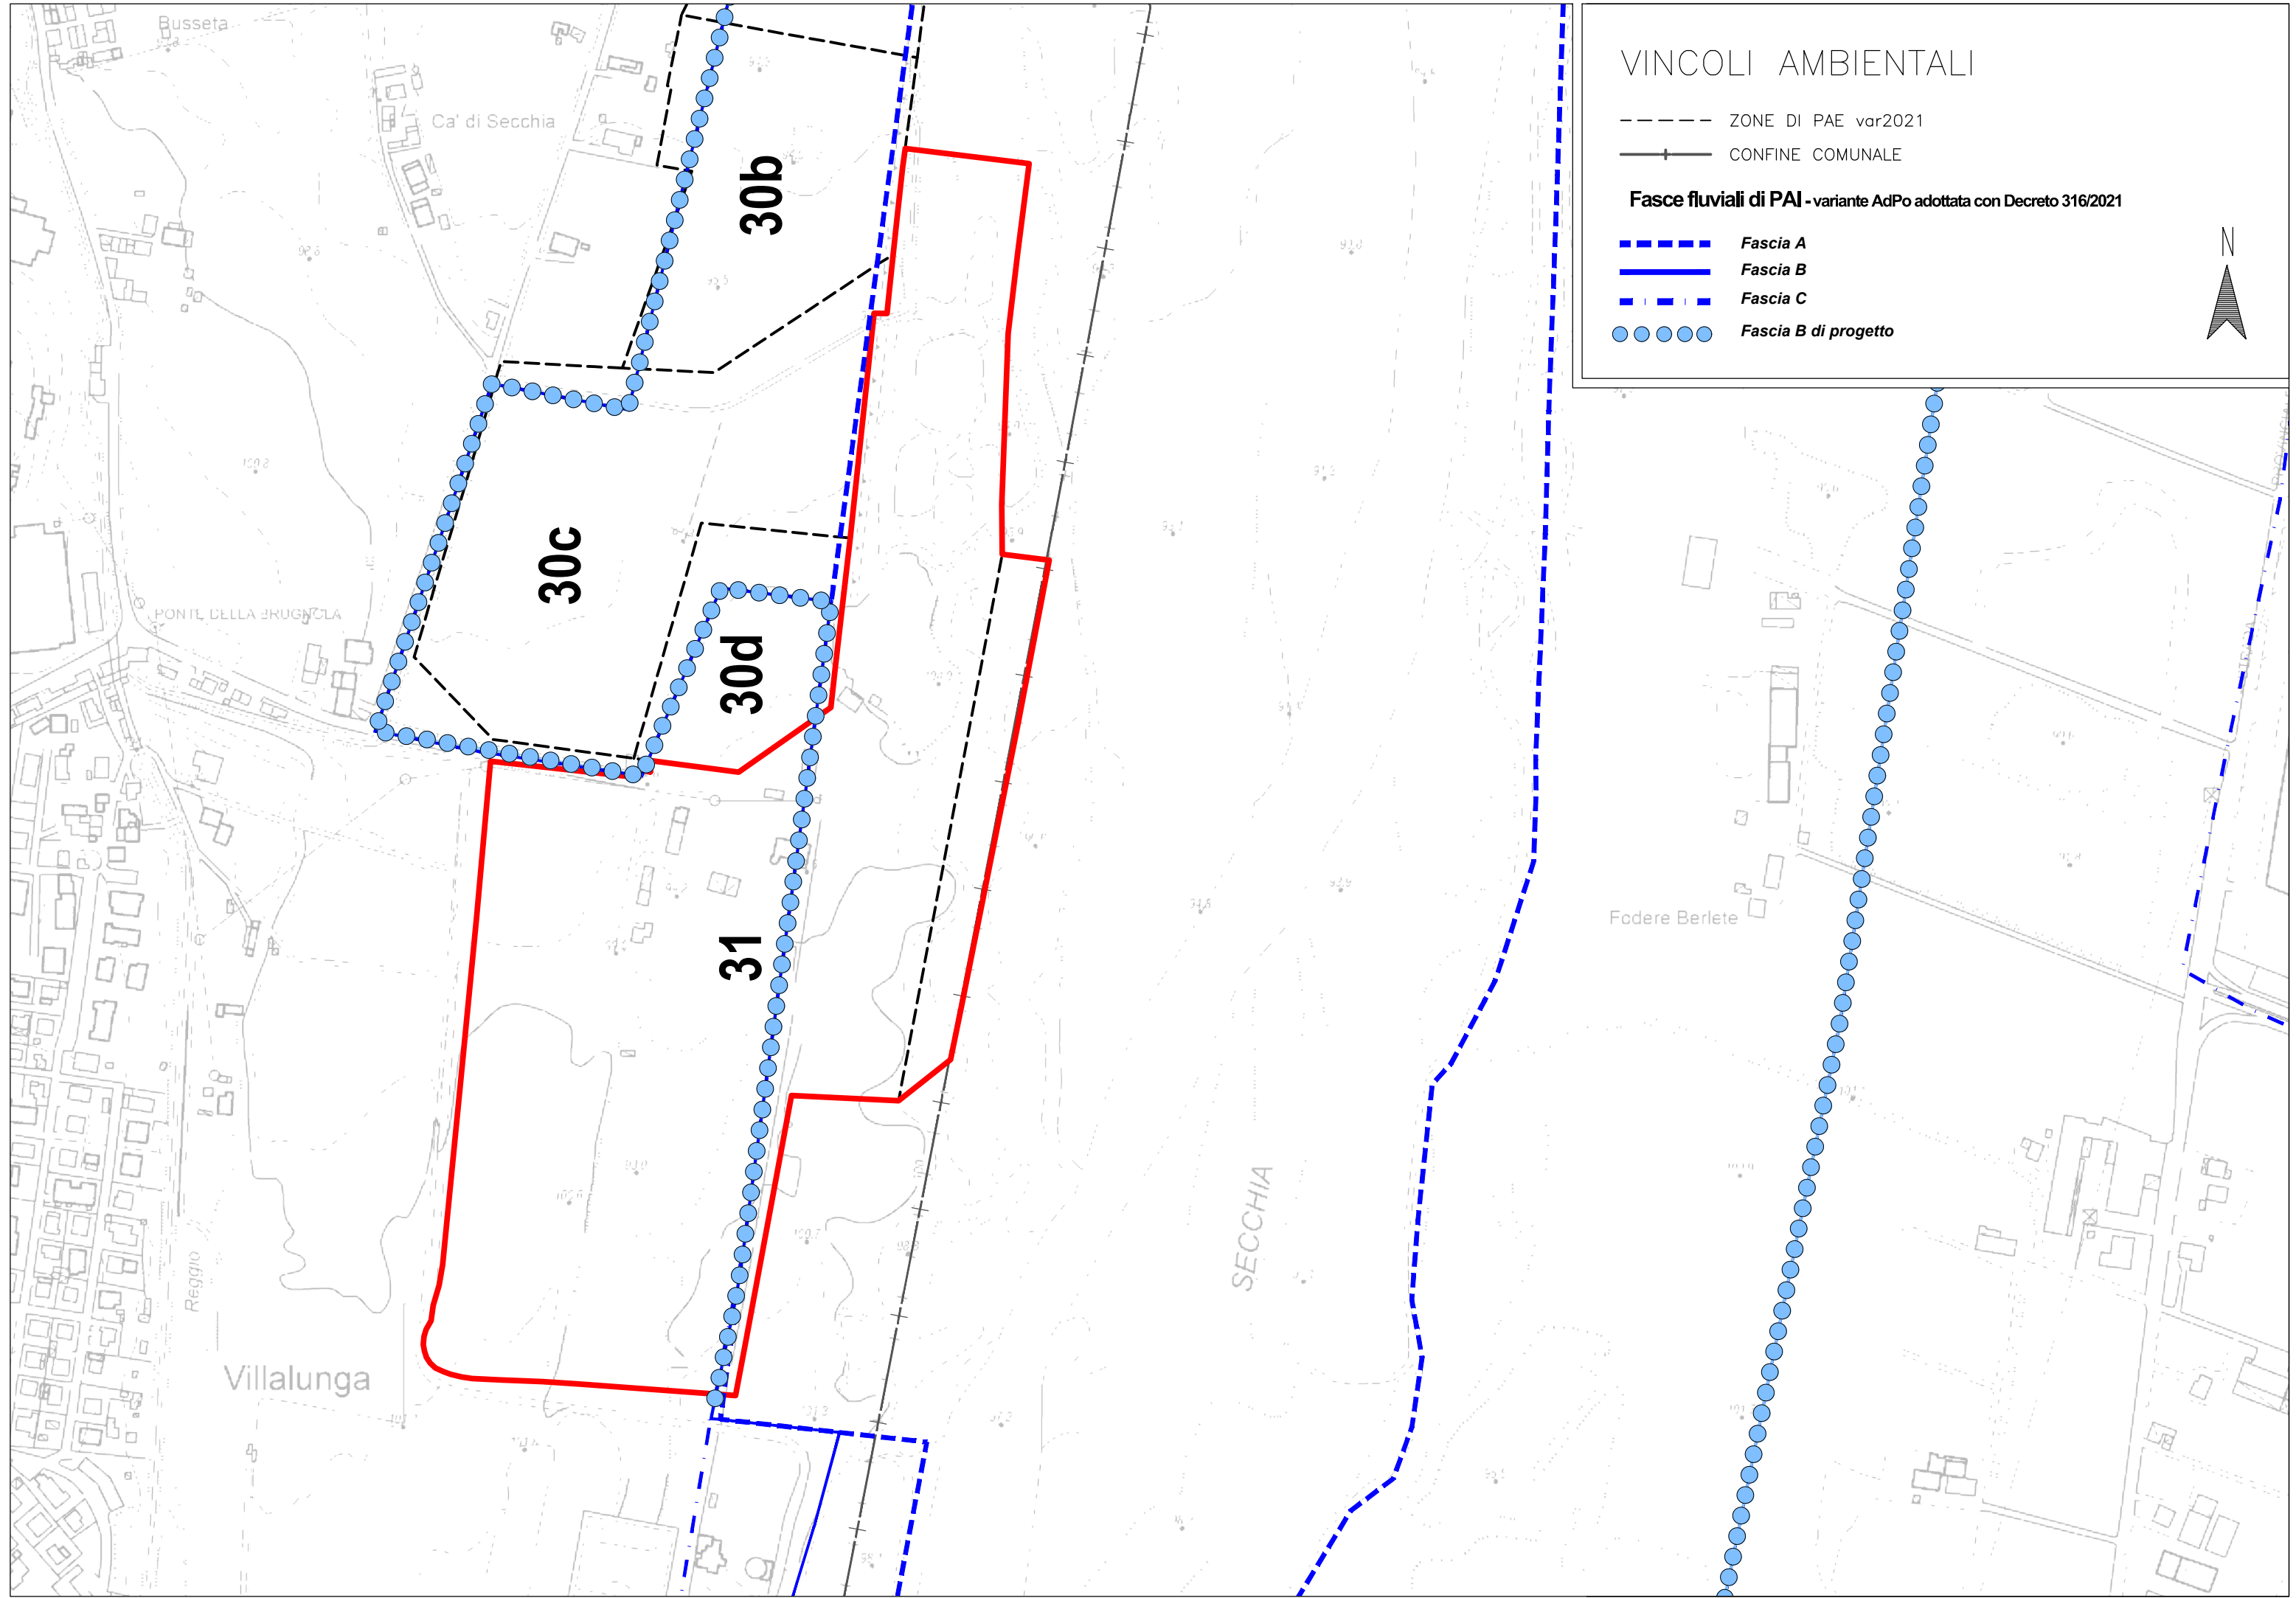 VINCOLI AMBIENTALI
ZONE DI PAE var2021
CONFINE COMUNALE
Fasce fluviali di PAI - variante AdPo adottata con Decreto 316/2021
Fascia A
Fascia B
Fascia C
Fascia B di progetto
N
Busseta
Ca' di Secchia
30b
30c
PONTE DELLA BRUGNOLA
30d
31
Reggio
Villalunga
SECCHIA
Podere Berlete